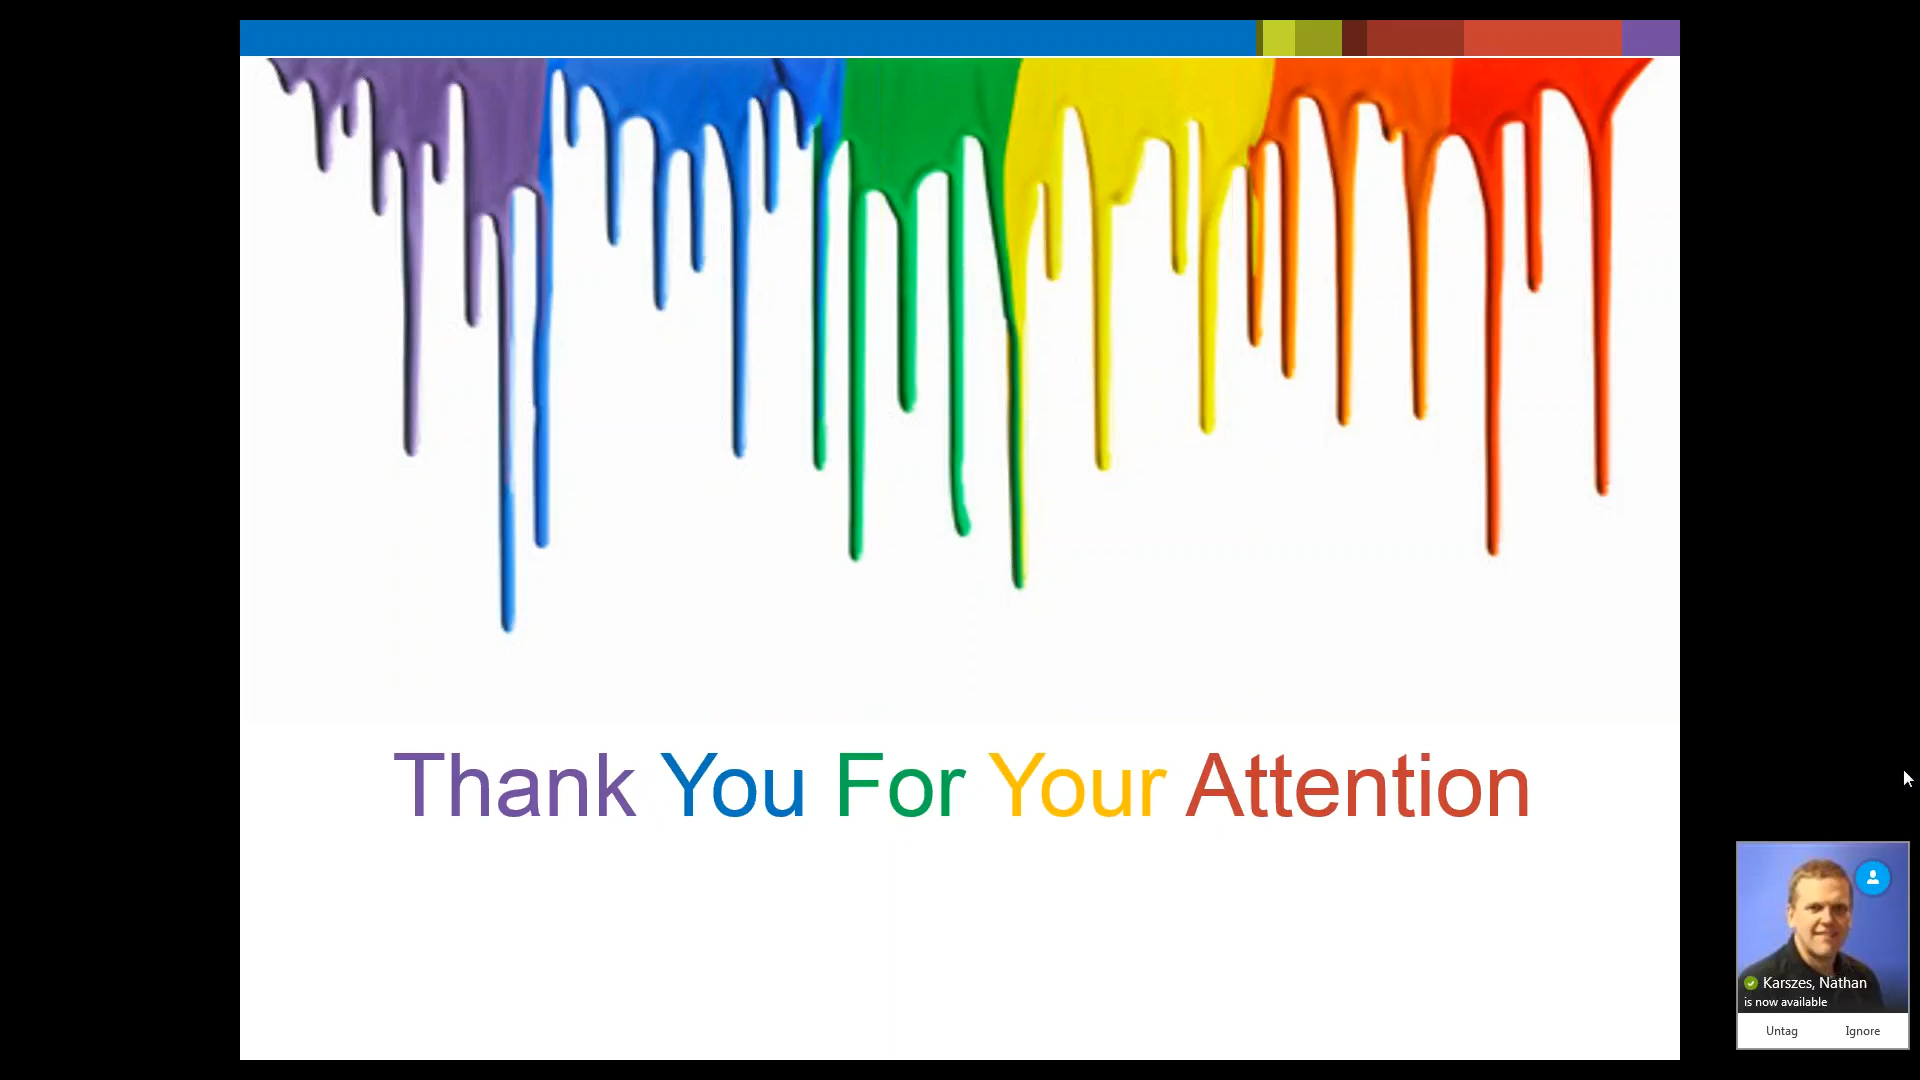 Thank You For Your Attention
Karszes, Nathan
is now available
Untag Ignore